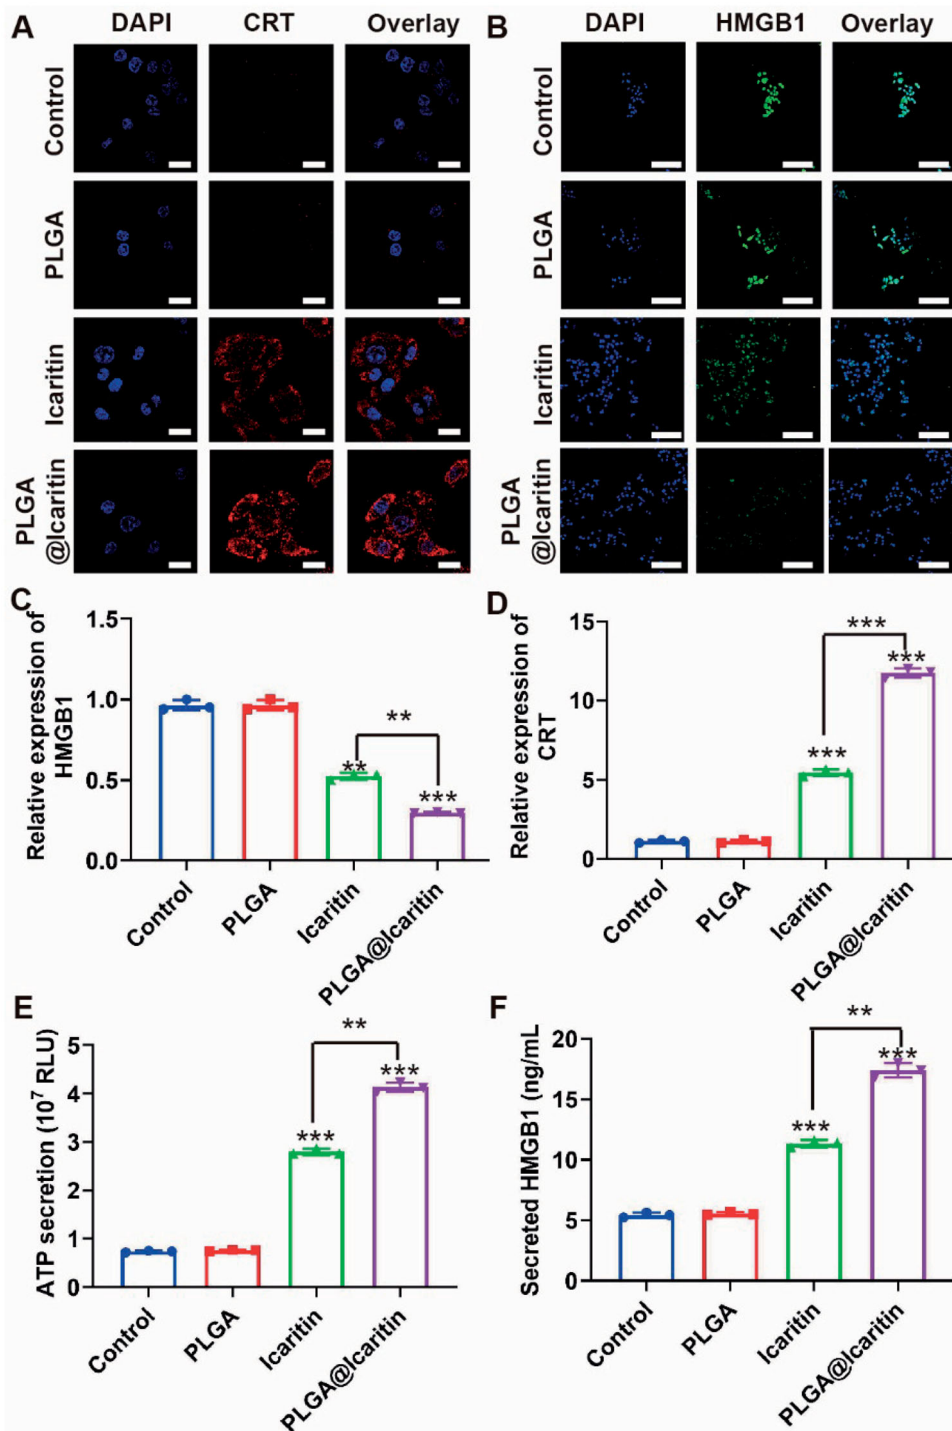 A
DAPI
CRT
Overlay
Control
PLGA
Icaritin
PLGA
@Icaritin
B
DAPI
HMGB1
Overlay
Control
PLGA
Icaritin
PLGA
@Icaritin
C
Relative expression of
HMGB1
1.5
1.0
0.5
0.0
**
***
**
Control
PLGA
Icaritin
PLGA@Icaritin
D
Relative expression of
CRT
15
10
5
0
***
***
***
Control
PLGA
Icaritin
PLGA@Icaritin
E
ATP secretion (10⁷ RLU)
5
4
3
2
1
0
***
***
**
Control
PLGA
Icaritin
PLGA@Icaritin
F
Secreted HMGB1 (ng/mL)
20
15
10
5
0
***
***
**
Control
PLGA
Icaritin
PLGA@Icaritin